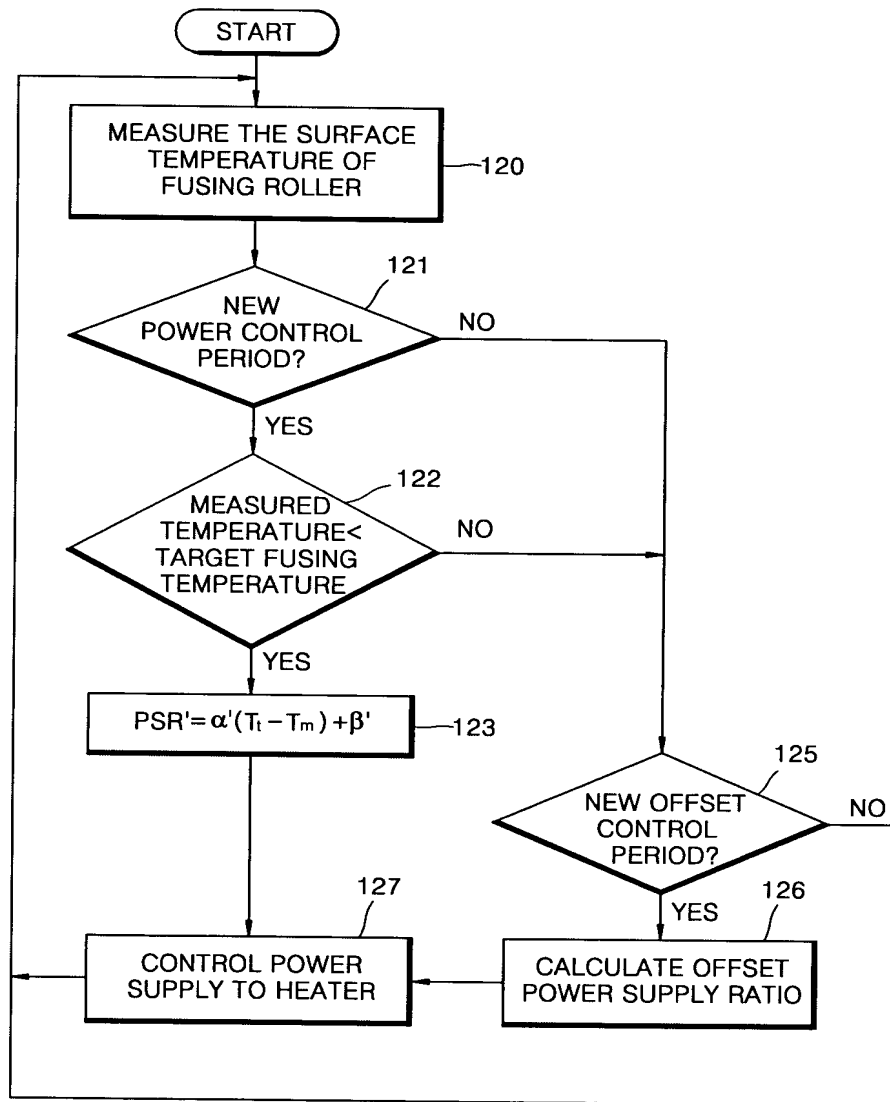 START
MEASURE THE SURFACE
TEMPERATURE OF
FUSING ROLLER
120
121
NEW
POWER CONTROL
PERIOD?
NO
YES
122
MEASURED
TEMPERATURE<
TARGET FUSING
TEMPERATURE
NO
YES
PSR'=α'(Tt−Tm)+β'
123
125
NEW OFFSET
CONTROL
PERIOD?
NO
YES
127
CONTROL POWER
SUPPLY TO HEATER
126
CALCULATE OFFSET
POWER SUPPLY RATIO